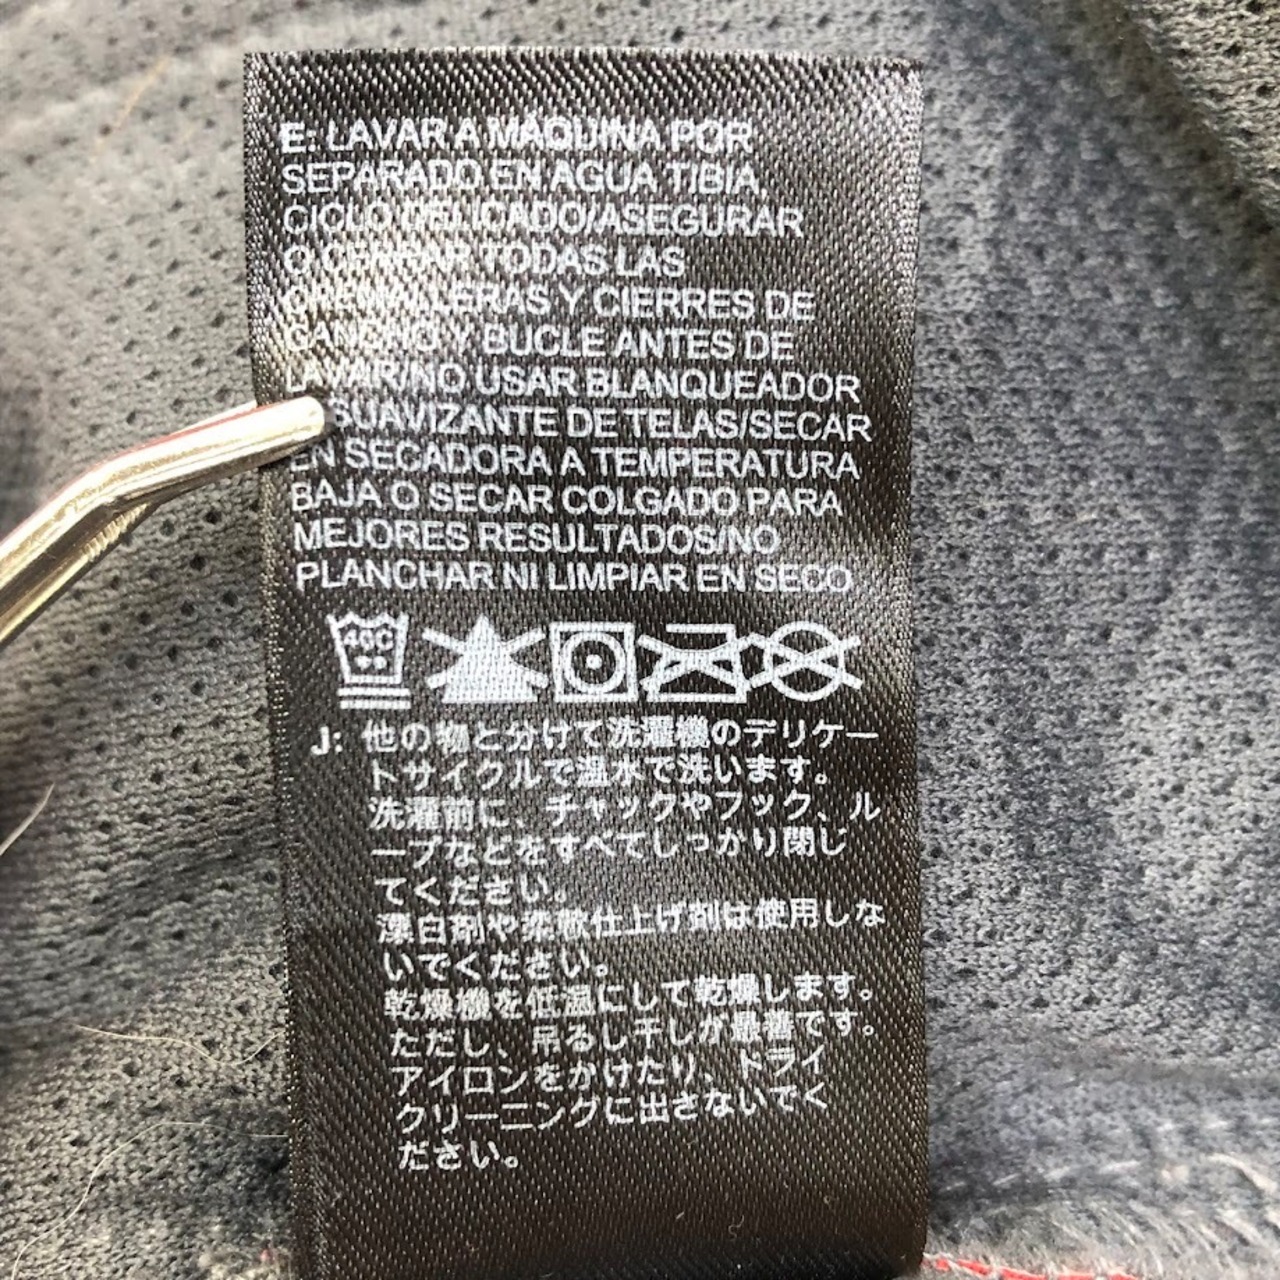 E: LAVAR A MAQUINA POR
SEPARADO EN AGUA TIBIA,
CICLO DELICADO/ASEGURAR
O CERRAR TODAS LAS
CREMALLERAS Y CIERRES DE
GANCHO Y BUCLE ANTES DE
LAVAR/NO USAR BLANQUEADOR
SUAVIZANTE DE TELAS/SECAR
EN SECADORA A TEMPERATURA
BAJA O SECAR COLGADO PARA
MEJORES RESULTADOS/NO
PLANCHAR NI LIMPIAR EN SECO
40C
J: 他の物と分けて洗濯機のデリケー
トサイクルで温水で洗います。
洗濯前に、チャックやフック、ル
ープなどをすべてしっかり閉じ
てください。
漂白剤や柔軟仕上げ剤は使用しな
いでください。
乾燥機を低温にして乾燥します。
ただし、吊るし干しが最善です。
アイロンをかけたり、ドライ
クリーニングに出さないでく
ださい。